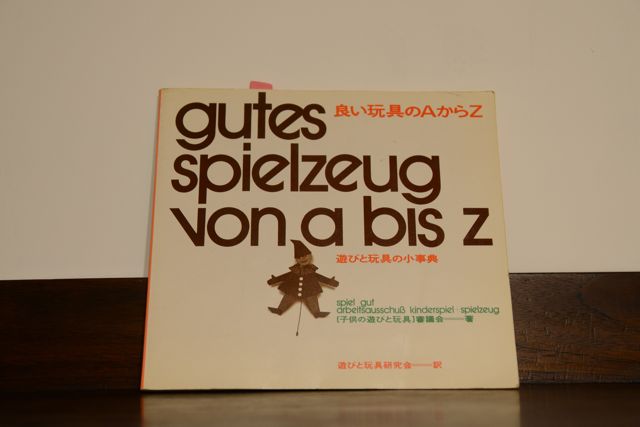 gutes
良い玩具のAからZ
spielzeug
von a bis z
遊びと玩具の小事典
spiel gut
arbeitsausschuß kinderspiel + spielzeug
[子供の遊びと玩具]審議会——著
遊びと玩具研究会——訳